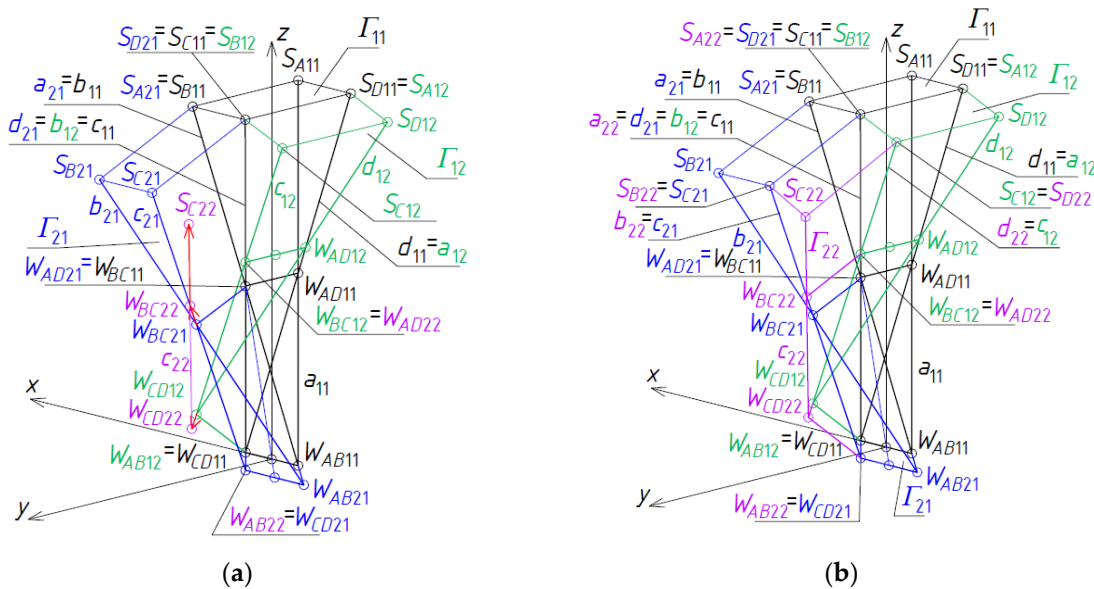 S_D21=S_C11=S_B12
z
Γ_11
S_A11
a_21=b_11
S_A21=S_B11
S_D11=S_A12
d_21=b_12=c_11
S_D12
Γ_12
S_B21
S_C21
d_12
S_C22
c_12
S_C12
b_21
c_21
Γ_21
d_11=a_12
W_AD12
W_AD21=W_BC11
W_AD11
W_BC22
W_BC12=W_AD22
W_BC21
c_22
W_CD12
a_11
x
W_CD22
W_AB12=W_CD11
W_AB11
y
W_AB21
W_AB22=W_CD21
(a)
S_A22=S_D21=S_C11=S_B12
z
Γ_11
S_A11
a_21=b_11
S_A21=S_B11
S_D11=S_A12
Γ_12
a_22=d_21=b_12=c_11
S_D12
S_B21
d_12
d_11=a_12
S_B22=S_C21
S_C22
S_C12=S_D22
b_22=c_21
b_21
Γ_22
d_22=c_12
W_AD12
W_AD21=W_BC11
W_AD11
W_BC22
W_BC12=W_AD22
W_BC21
c_22
W_CD12
a_11
x
W_CD22
W_AB12=W_CD11
W_AB11
y
W_AB21
W_AB22=W_CD21
Γ_21
(b)